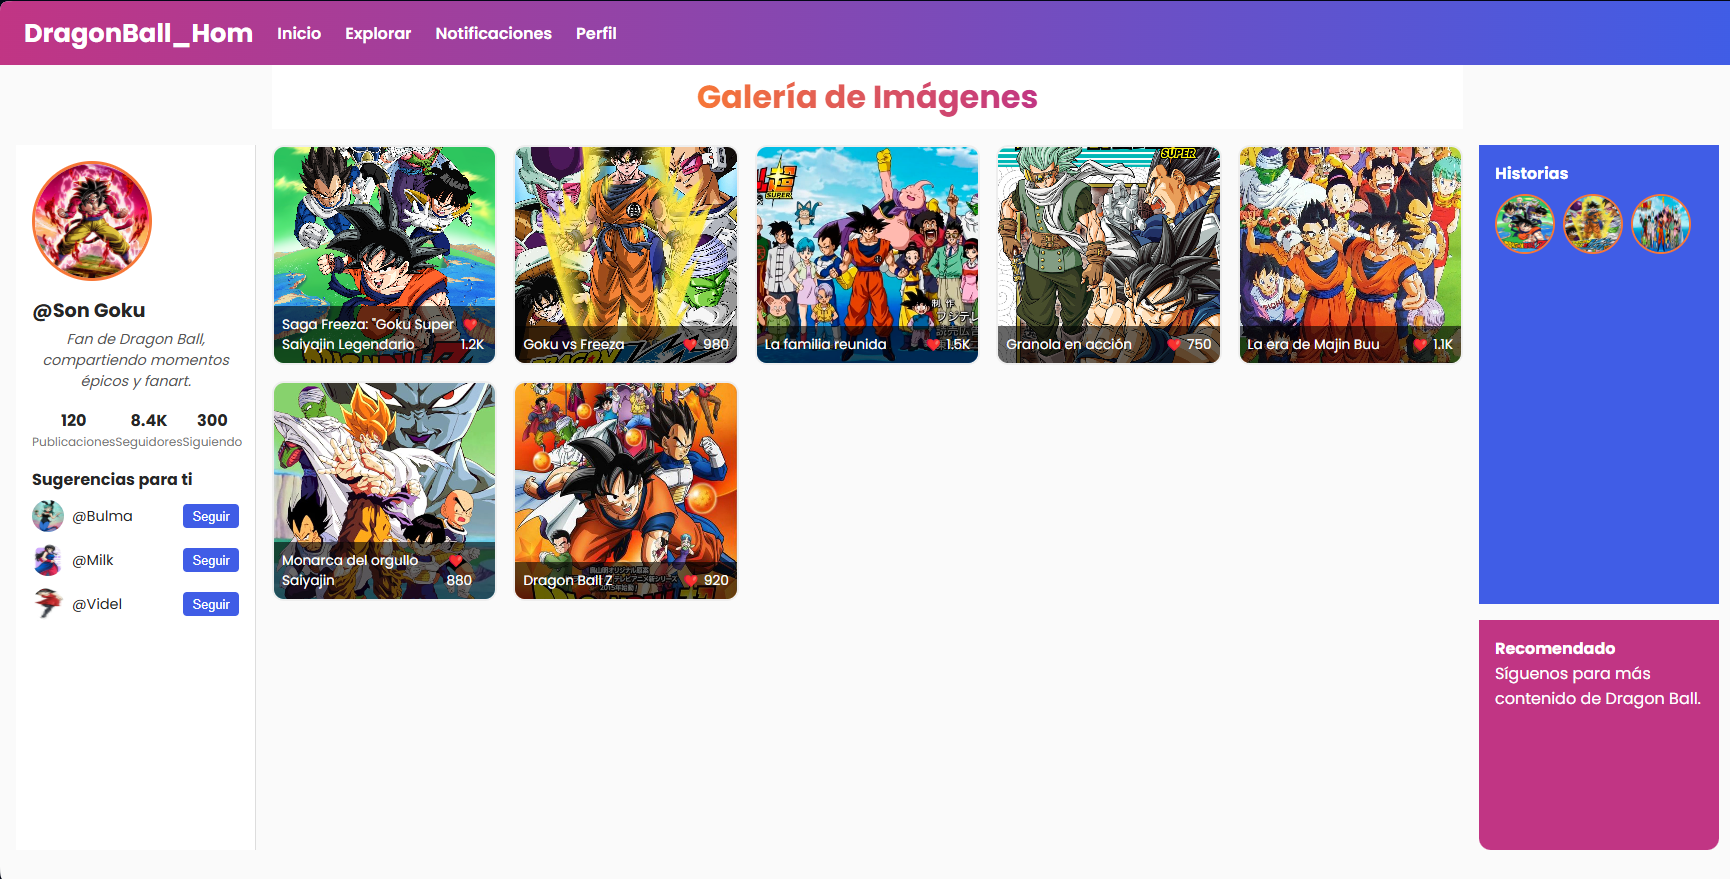 DragonBall_Hom
Inicio
Explorar
Notificaciones
Perfil
Galería de Imágenes
@Son Goku
Fan de Dragon Ball,
compartiendo momentos
épicos y fanart.
120
8.4K
300
Publicaciones
Seguidores
Siguiendo
Sugerencias para ti
@Bulma
Seguir
@Milk
Seguir
@Videl
Seguir
Saga Freeza: "Goku Super
Saiyajin Legendario
❤️
1.2K
Goku vs Freeza
❤️ 980
SUPER
La familia reunida
❤️ 1.5K
SUPER
Granola en acción
❤️ 750
La era de Majin Buu
❤️ 1.1K
Monarca del orgullo
Saiyajin
❤️
880
Dragon Ball Z
❤️ 920
Historias
Recomendado
Síguenos para más
contenido de Dragon Ball.